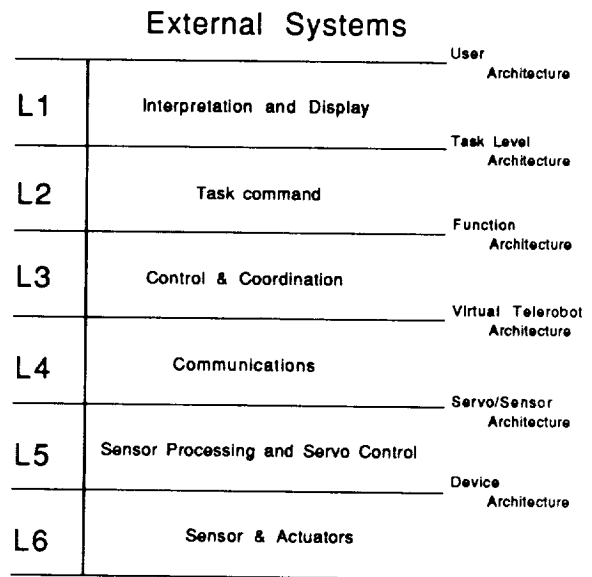 External Systems
User
Architecture
L1 Interpretation and Display
Task Level
Architecture
L2 Task command
Function
Architecture
L3 Control & Coordination
Virtual Telerobot
Architecture
L4 Communications
Servo/Sensor
Architecture
L5 Sensor Processing and Servo Control
Device
Architecture
L6 Sensor & Actuators